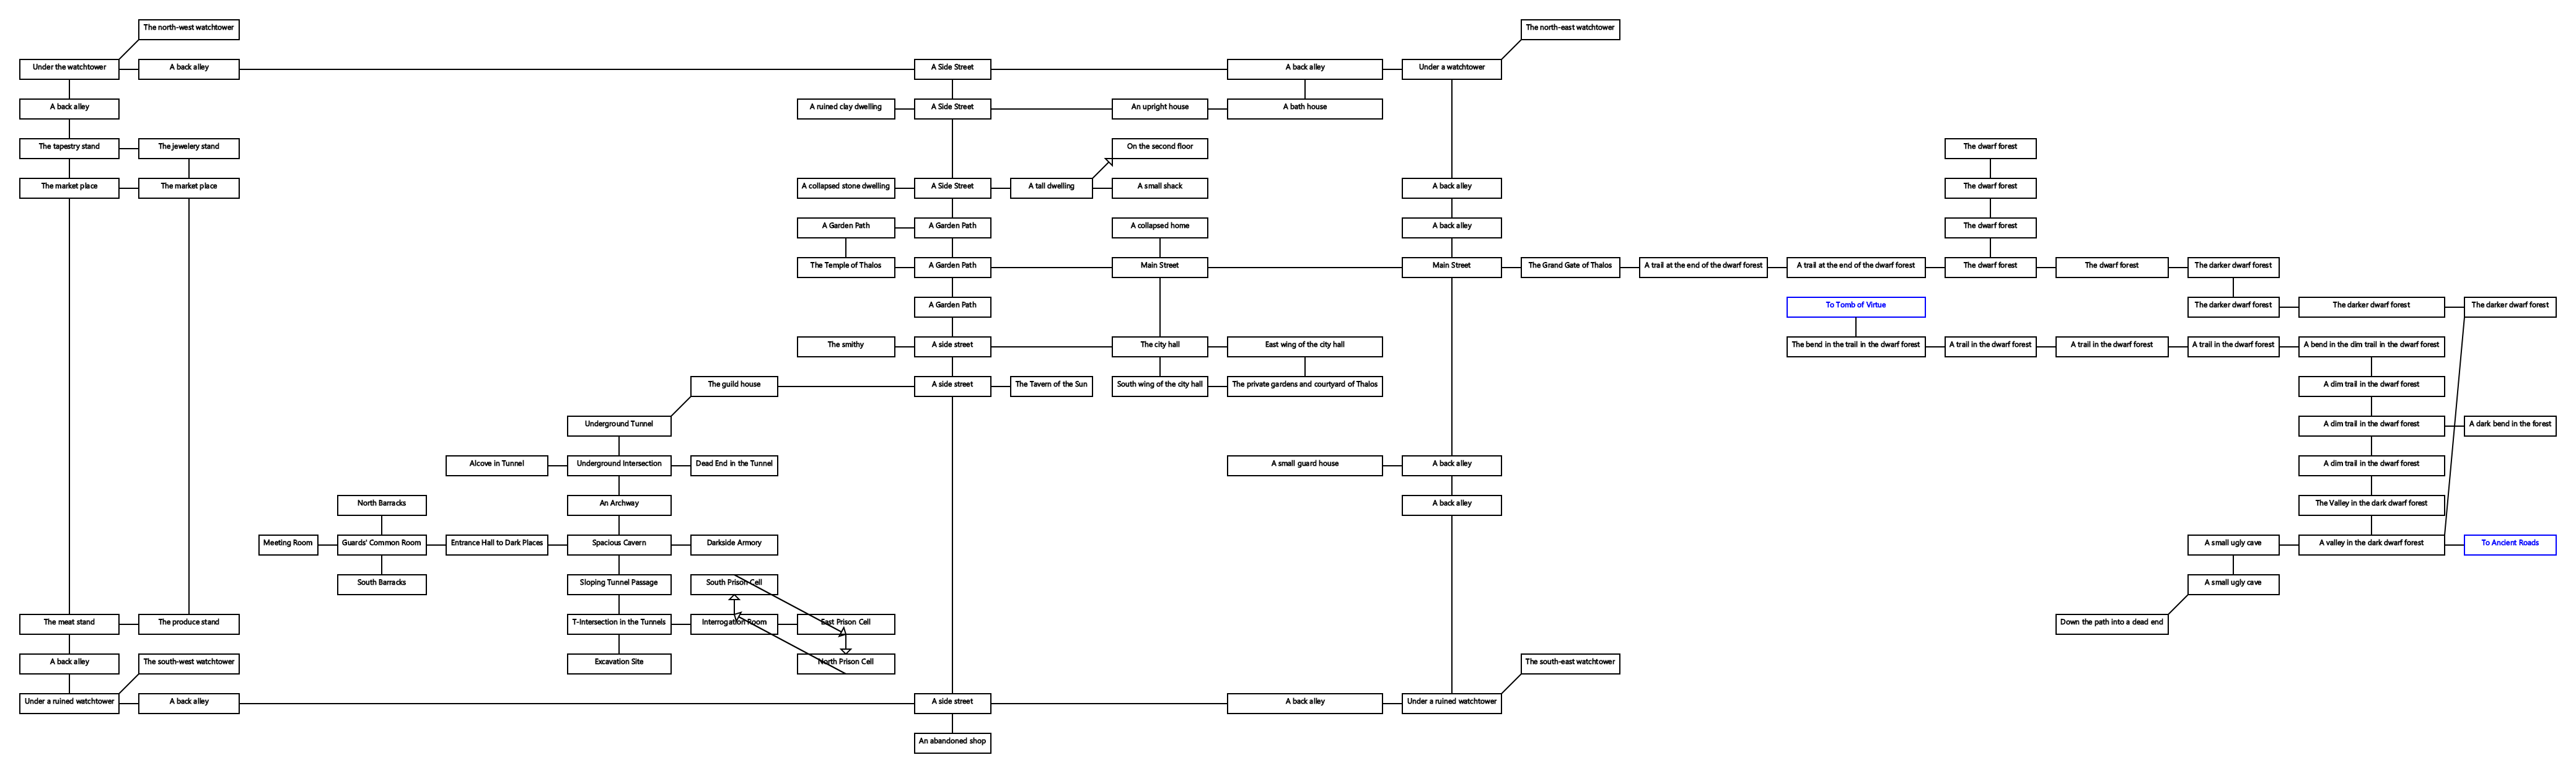 The north-west watchtower
The north-east watchtower
Under the watchtower
A back alley
A Side Street
A back alley
Under a watchtower
A back alley
A ruined clay dwelling
A Side Street
An upright house
A bath house
The tapestry stand
The jewelery stand
On the second floor
The dwarf forest
The market place
The market place
A collapsed stone dwelling
A Side Street
A tall dwelling
A small shack
A back alley
The dwarf forest
A Garden Path
A Garden Path
A collapsed home
A back alley
The dwarf forest
The Temple of Thalos
A Garden Path
Main Street
Main Street
The Grand Gate of Thalos
A trail at the end of the dwarf forest
A trail at the end of the dwarf forest
The dwarf forest
The dwarf forest
The darker dwarf forest
A Garden Path
To Tomb of Virtue
The darker dwarf forest
The darker dwarf forest
The darker dwarf forest
The smithy
A side street
The city hall
East wing of the city hall
The bend in the trail in the dwarf forest
A trail in the dwarf forest
A trail in the dwarf forest
A trail in the dwarf forest
A bend in the dim trail in the dwarf forest
The guild house
A side street
The Tavern of the Sun
South wing of the city hall
The private gardens and courtyard of Thalos
A dim trail in the dwarf forest
Underground Tunnel
A dim trail in the dwarf forest
A dark bend in the forest
Alcove in Tunnel
Underground Intersection
Dead End in the Tunnel
A small guard house
A back alley
A dim trail in the dwarf forest
North Barracks
An Archway
A back alley
The Valley in the dark dwarf forest
Meeting Room
Guards' Common Room
Entrance Hall to Dark Places
Spacious Cavern
Darkside Armory
A small ugly cave
A valley in the dark dwarf forest
To Ancient Roads
South Barracks
Sloping Tunnel Passage
South Prison Cell
A small ugly cave
The meat stand
The produce stand
T-Intersection in the Tunnels
Interrogation Room
East Prison Cell
Down the path into a dead end
A back alley
The south-west watchtower
Excavation Site
North Prison Cell
The south-east watchtower
Under a ruined watchtower
A back alley
A side street
A back alley
Under a ruined watchtower
An abandoned shop